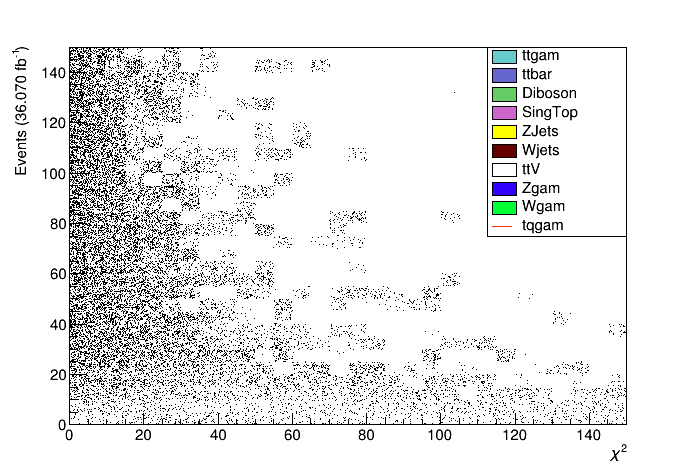 Events (36.070 fb⁻¹)
140
120
100
80
60
40
20
0
ttgam
ttbar
Diboson
SingTop
ZJets
Wjets
ttV
Zgam
Wgam
tqgam
0 20 40 60 80 100 120 140
χ²